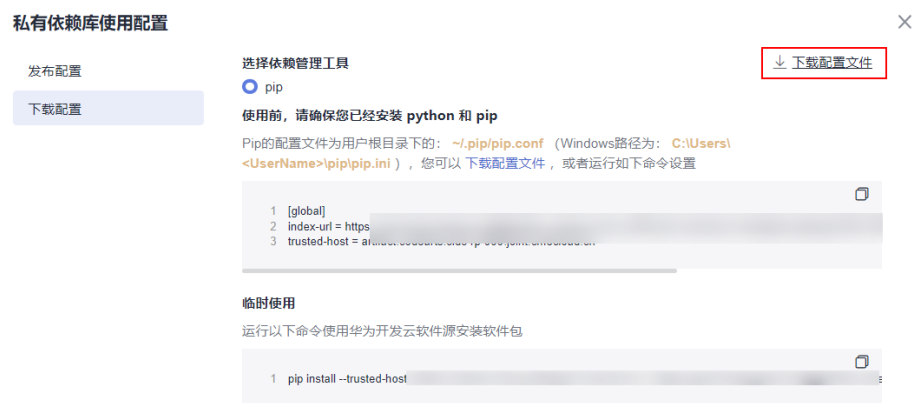 私有依赖库使用配置
发布配置
下载配置
选择依赖管理工具
下载配置文件
pip
使用前，请确保您已经安装 python 和 pip
Pip的配置文件为用户根目录下的： ~/.pip/pip.conf （Windows路径为： C:\Users\
<UserName>\pip\pip.ini ），您可以 下载配置文件 ，或者运行如下命令设置
1 [global]
2 index-url = https
3 trusted-host =
临时使用
运行以下命令使用华为开发云软件源安装软件包
1 pip install --trusted-host